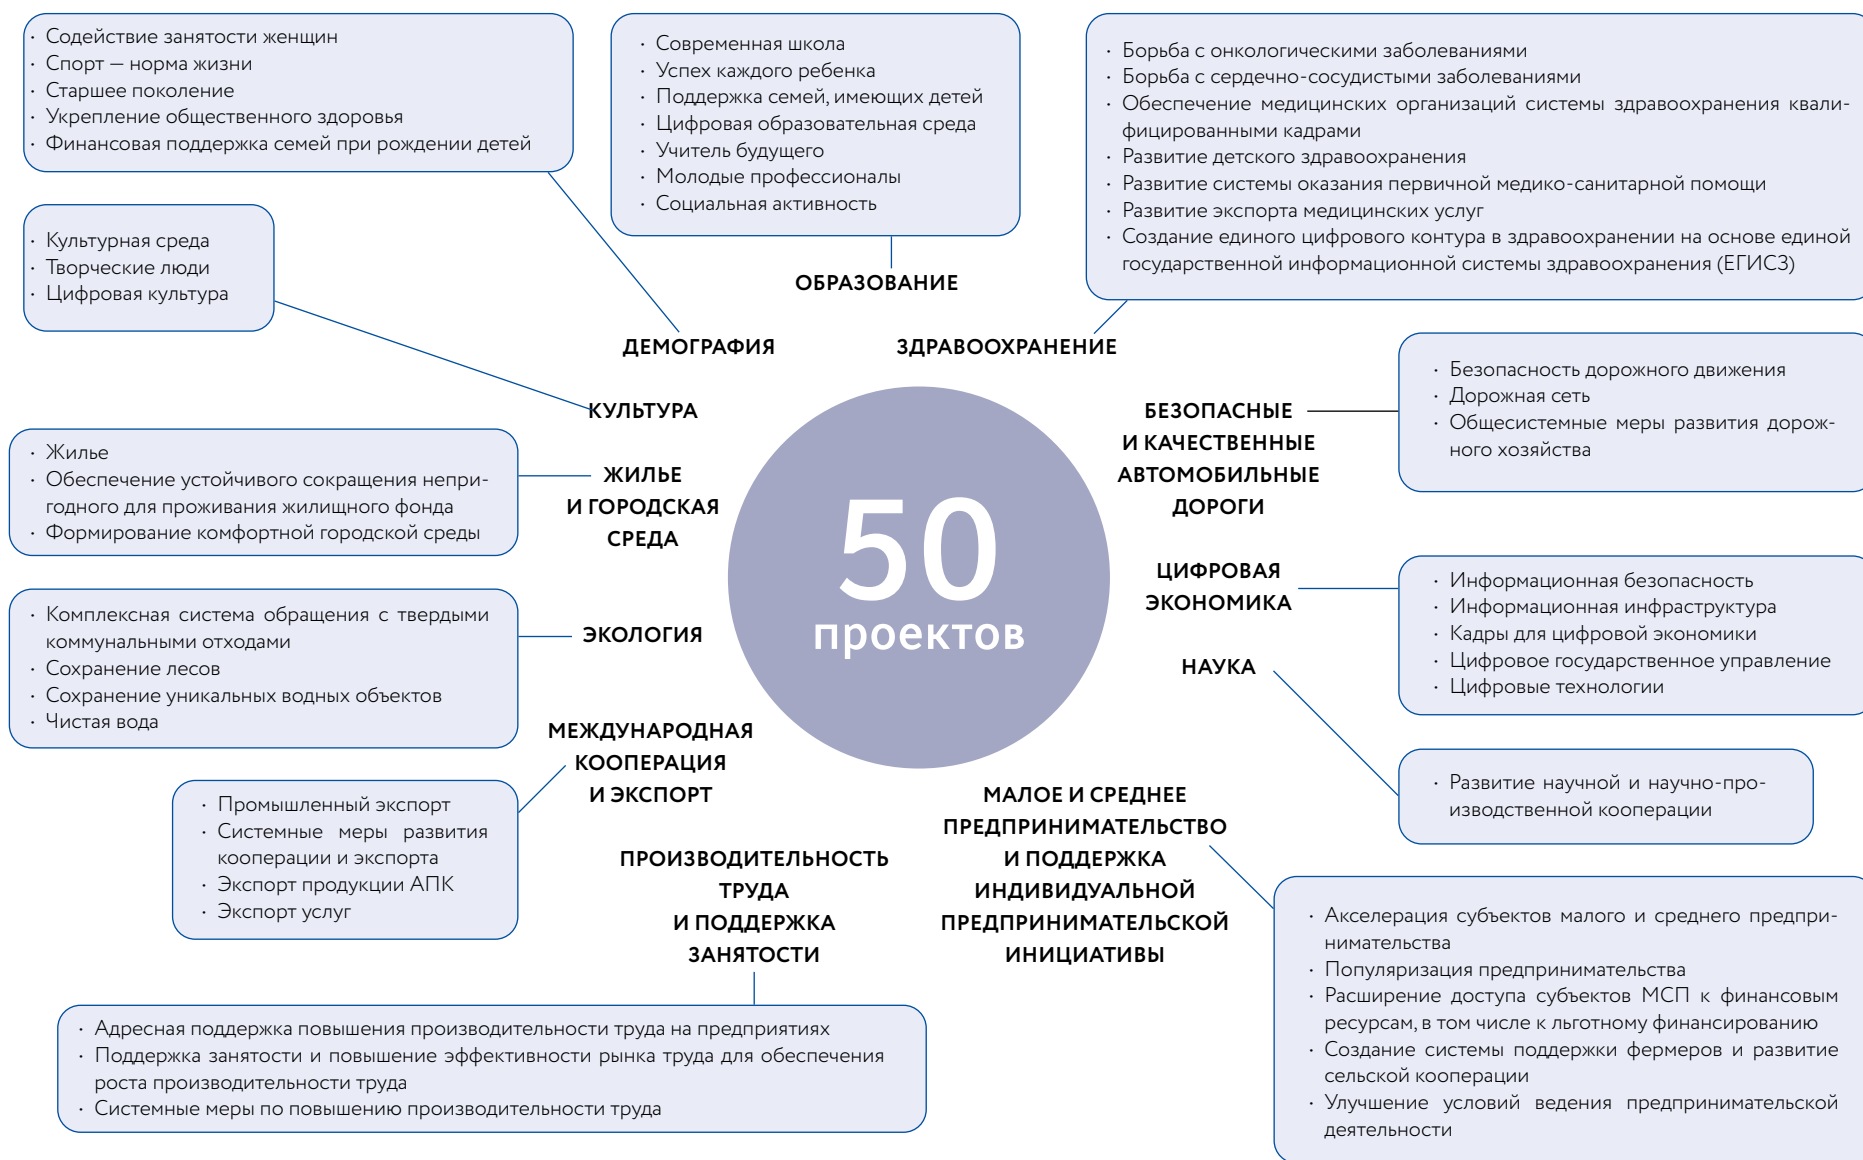 · Содействие занятости женщин
· Спорт — норма жизни
· Старшее поколение
· Укрепление общественного здоровья
· Финансовая поддержка семей при рождении детей
· Современная школа
· Успех каждого ребенка
· Поддержка семей, имеющих детей
· Цифровая образовательная среда
· Учитель будущего
· Молодые профессионалы
· Социальная активность
· Борьба с онкологическими заболеваниями
· Борьба с сердечно-сосудистыми заболеваниями
· Обеспечение медицинских организаций системы здравоохранения квали-
фицированными кадрами
· Развитие детского здравоохранения
· Развитие системы оказания первичной медико-санитарной помощи
· Развитие экспорта медицинских услуг
· Создание единого цифрового контура в здравоохранении на основе единой
государственной информационной системы здравоохранения (ЕГИСЗ)
· Культурная среда
· Творческие люди
· Цифровая культура
ОБРАЗОВАНИЕ
ДЕМОГРАФИЯ
ЗДРАВООХРАНЕНИЕ
КУЛЬТУРА
БЕЗОПАСНЫЕ
И КАЧЕСТВЕННЫЕ
АВТОМОБИЛЬНЫЕ
ДОРОГИ
· Безопасность дорожного движения
· Дорожная сеть
· Общесистемные меры развития дорож-
ного хозяйства
· Жилье
· Обеспечение устойчивого сокращения непри-
годного для проживания жилищного фонда
· Формирование комфортной городской среды
ЖИЛЬЕ
И ГОРОДСКАЯ
СРЕДА
50
проектов
ЦИФРОВАЯ
ЭКОНОМИКА
· Информационная безопасность
· Информационная инфраструктура
· Кадры для цифровой экономики
· Цифровое государственное управление
· Цифровые технологии
· Комплексная система обращения с твердыми
коммунальными отходами
· Сохранение лесов
· Сохранение уникальных водных объектов
· Чистая вода
ЭКОЛОГИЯ
НАУКА
· Развитие научной и научно-про-
изводственной кооперации
МЕЖДУНАРОДНАЯ
КООПЕРАЦИЯ
И ЭКСПОРТ
· Промышленный экспорт
· Системные меры развития
кооперации и экспорта
· Экспорт продукции АПК
· Экспорт услуг
ПРОИЗВОДИТЕЛЬНОСТЬ
ТРУДА
И ПОДДЕРЖКА
ЗАНЯТОСТИ
МАЛОЕ И СРЕДНЕЕ
ПРЕДПРИНИМАТЕЛЬСТВО
И ПОДДЕРЖКА
ИНДИВИДУАЛЬНОЙ
ПРЕДПРИНИМАТЕЛЬСКОЙ
ИНИЦИАТИВЫ
· Акселерация субъектов малого и среднего предпри-
нимательства
· Популяризация предпринимательства
· Расширение доступа субъектов МСП к финансовым
ресурсам, в том числе к льготному финансированию
· Создание системы поддержки фермеров и развитие
сельской кооперации
· Улучшение условий ведения предпринимательской
деятельности
· Адресная поддержка повышения производительности труда на предприятиях
· Поддержка занятости и повышение эффективности рынка труда для обеспечения
роста производительности труда
· Системные меры по повышению производительности труда